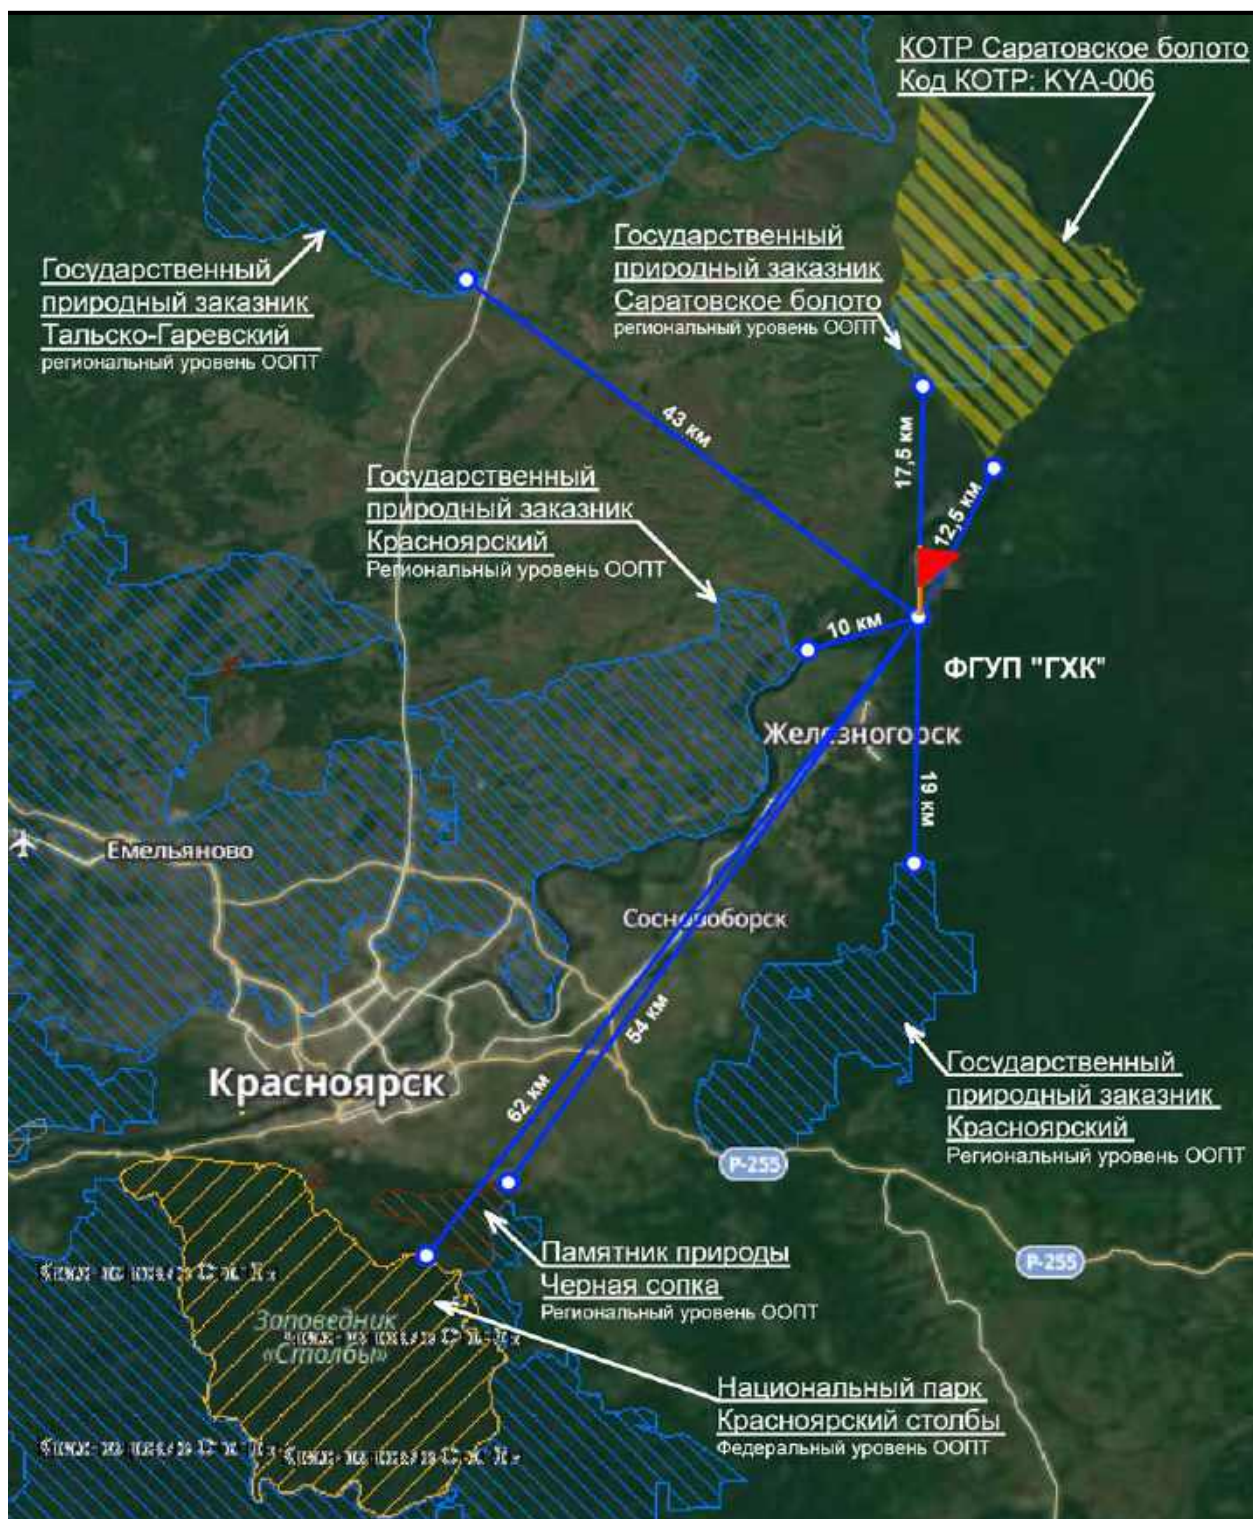 КОТР Саратовское болото
Код КОТР: KYA-006
Государственный
природный заказник
Саратовское болото
региональный уровень ООПТ
Государственный
природный заказник
Тальско-Гаревский
региональный уровень ООПТ
43 км
17,5 км
12,5 км
Государственный
природный заказник
Красноярский
Региональный уровень ООПТ
10 км
ФГУП "ГХК"
Железногорск
19 км
Емельяново
Сосновоборск
54 км
62 км
Красноярск
Государственный
природный заказник
Красноярский
Региональный уровень ООПТ
Р-255
Р-255
Памятник природы
Черная сопка
Региональный уровень ООПТ
Заповедник
«Столбы»
Национальный парк
Красноярский столбы
Федеральный уровень ООПТ